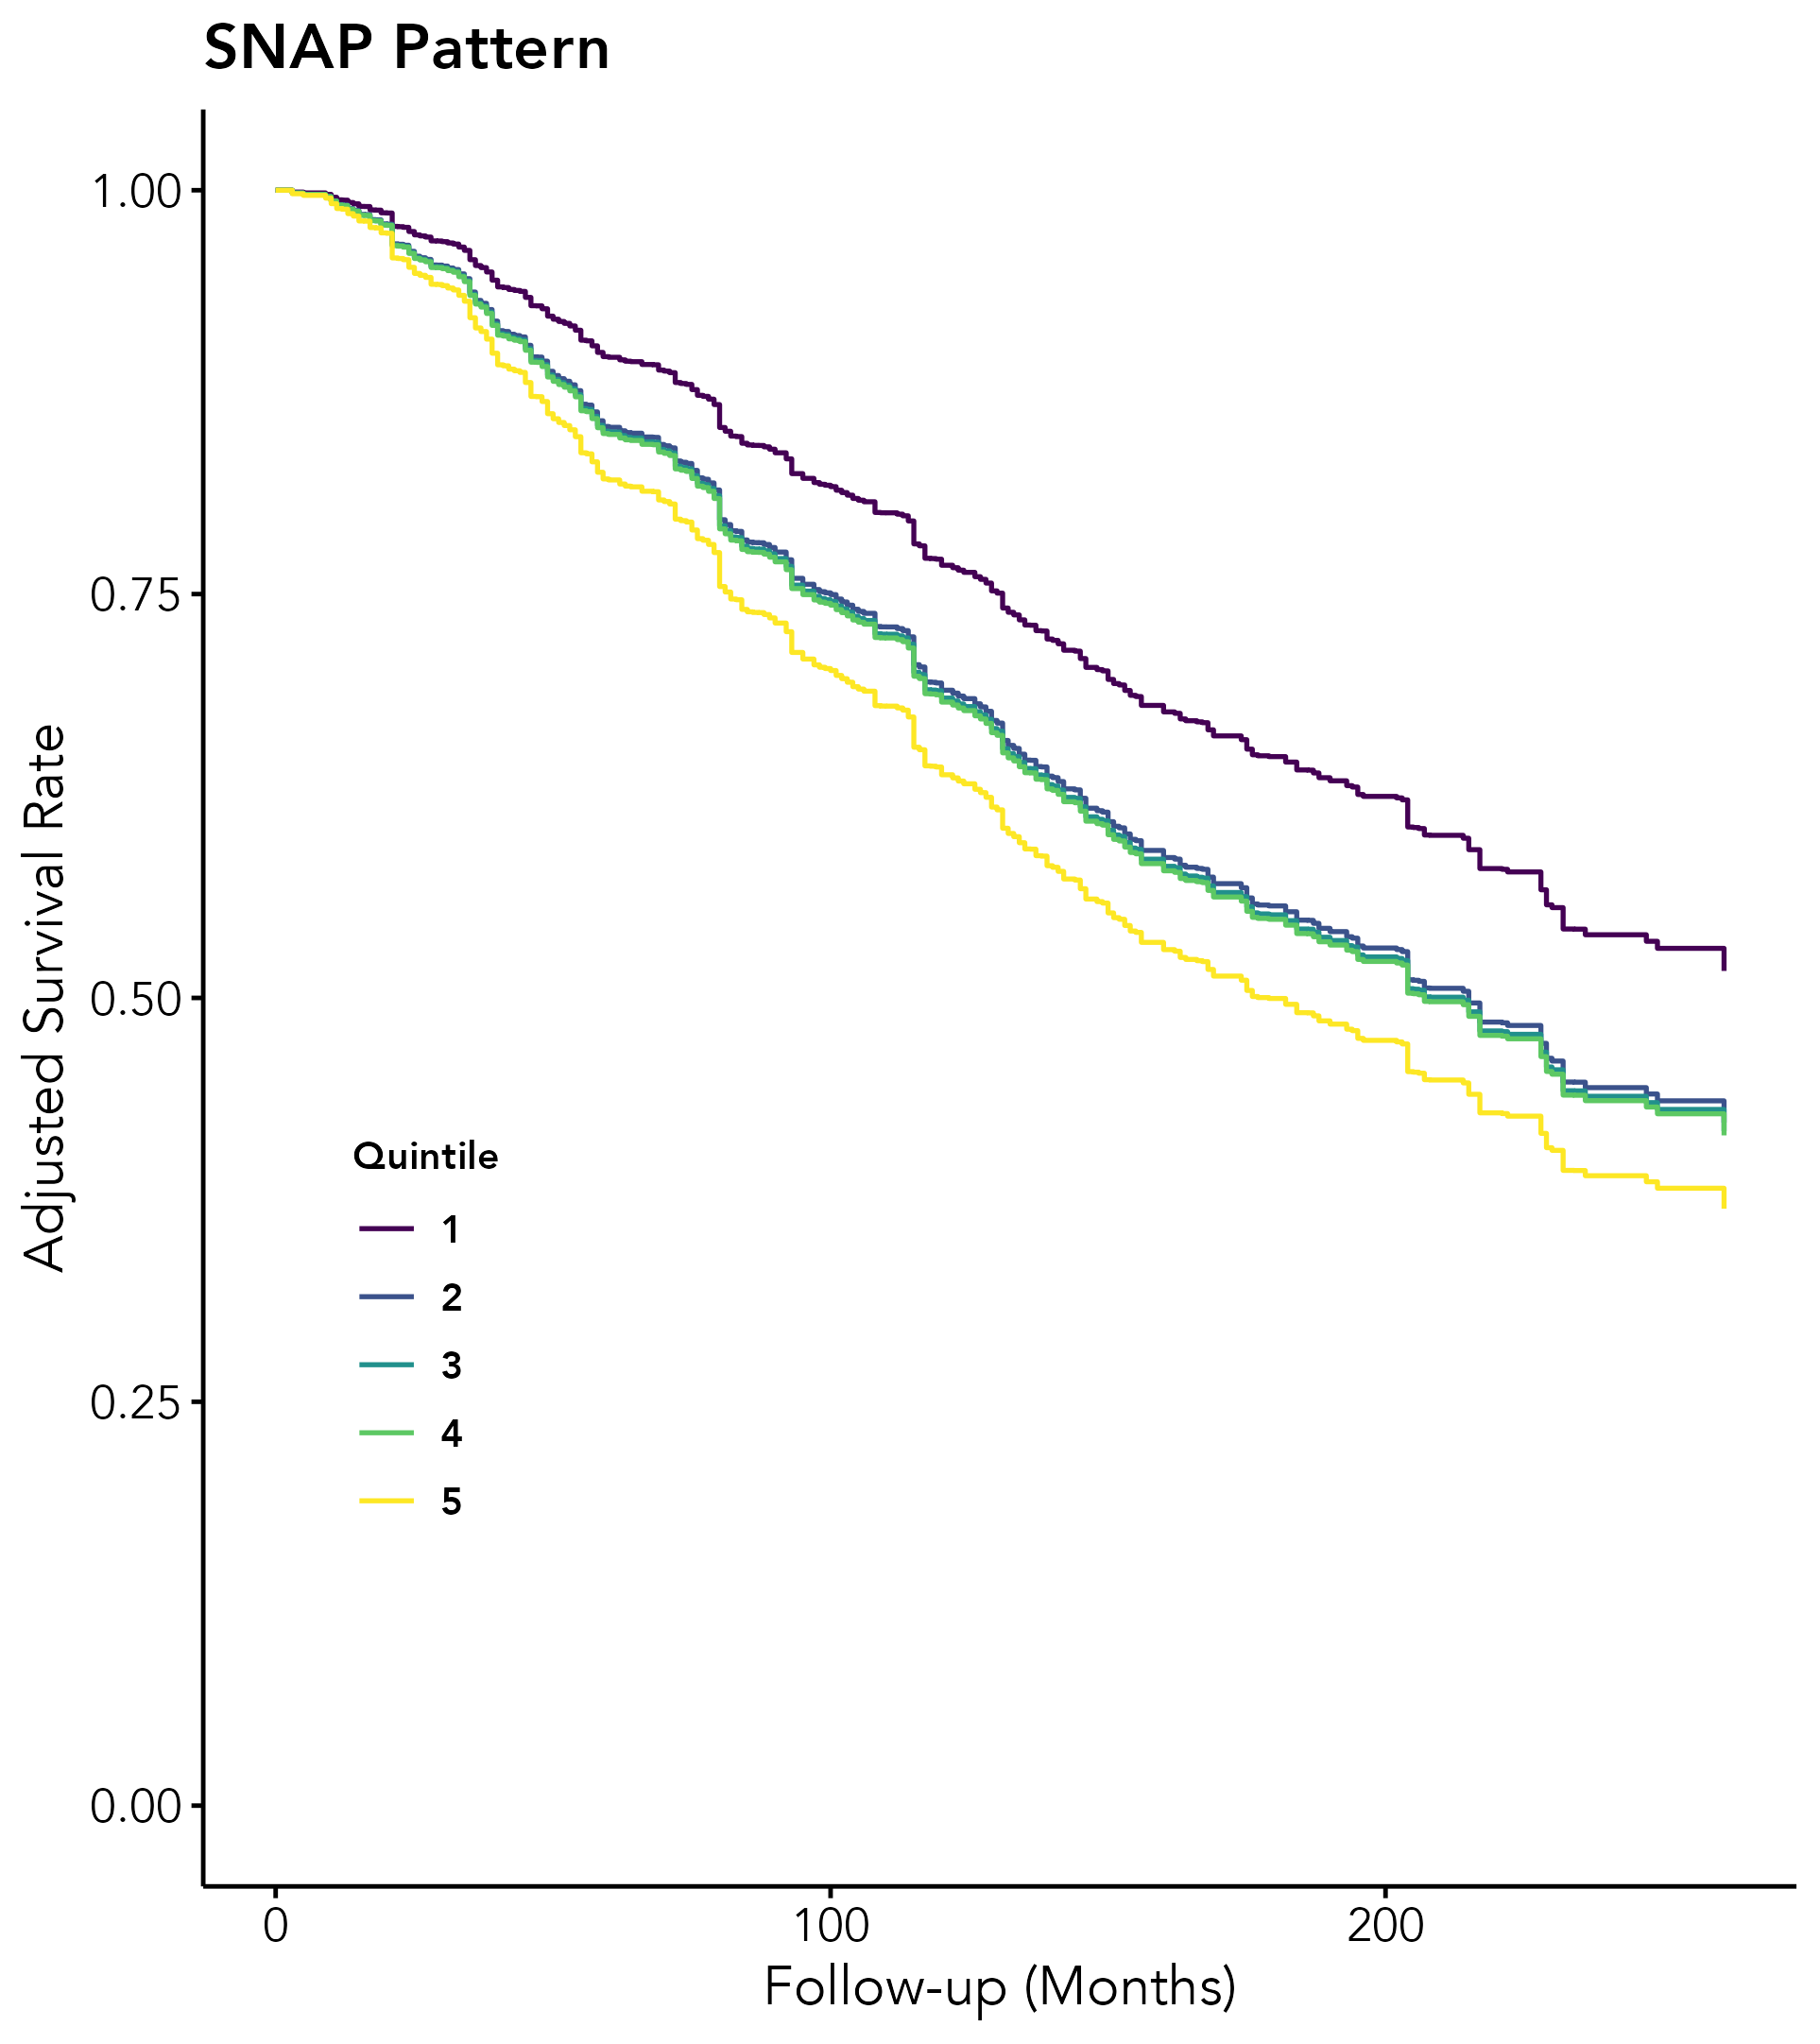 SNAP Pattern
Adjusted Survival Rate
1.00
0.75
0.50
0.25
0.00
Quintile
1
2
3
4
5
0 100 200
Follow-up (Months)